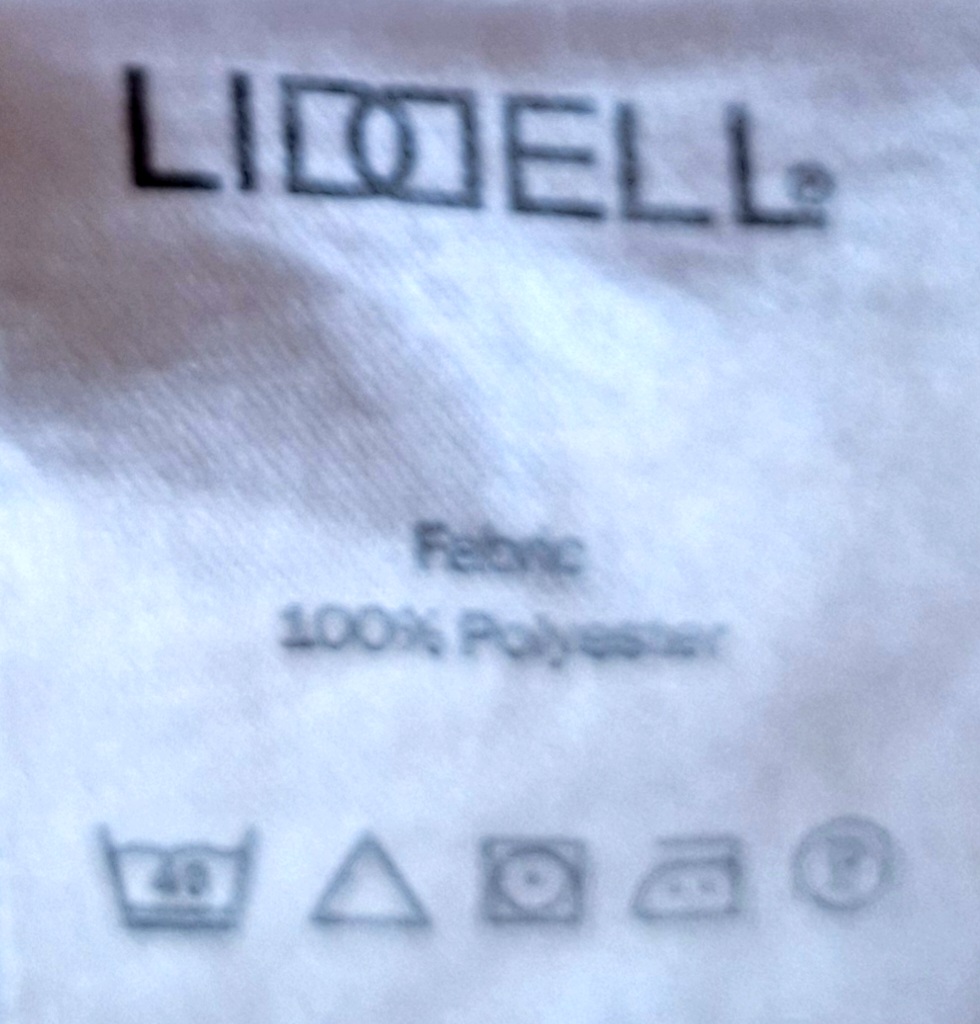 LIDDELL®
Fabric
100% Polyester
40
P